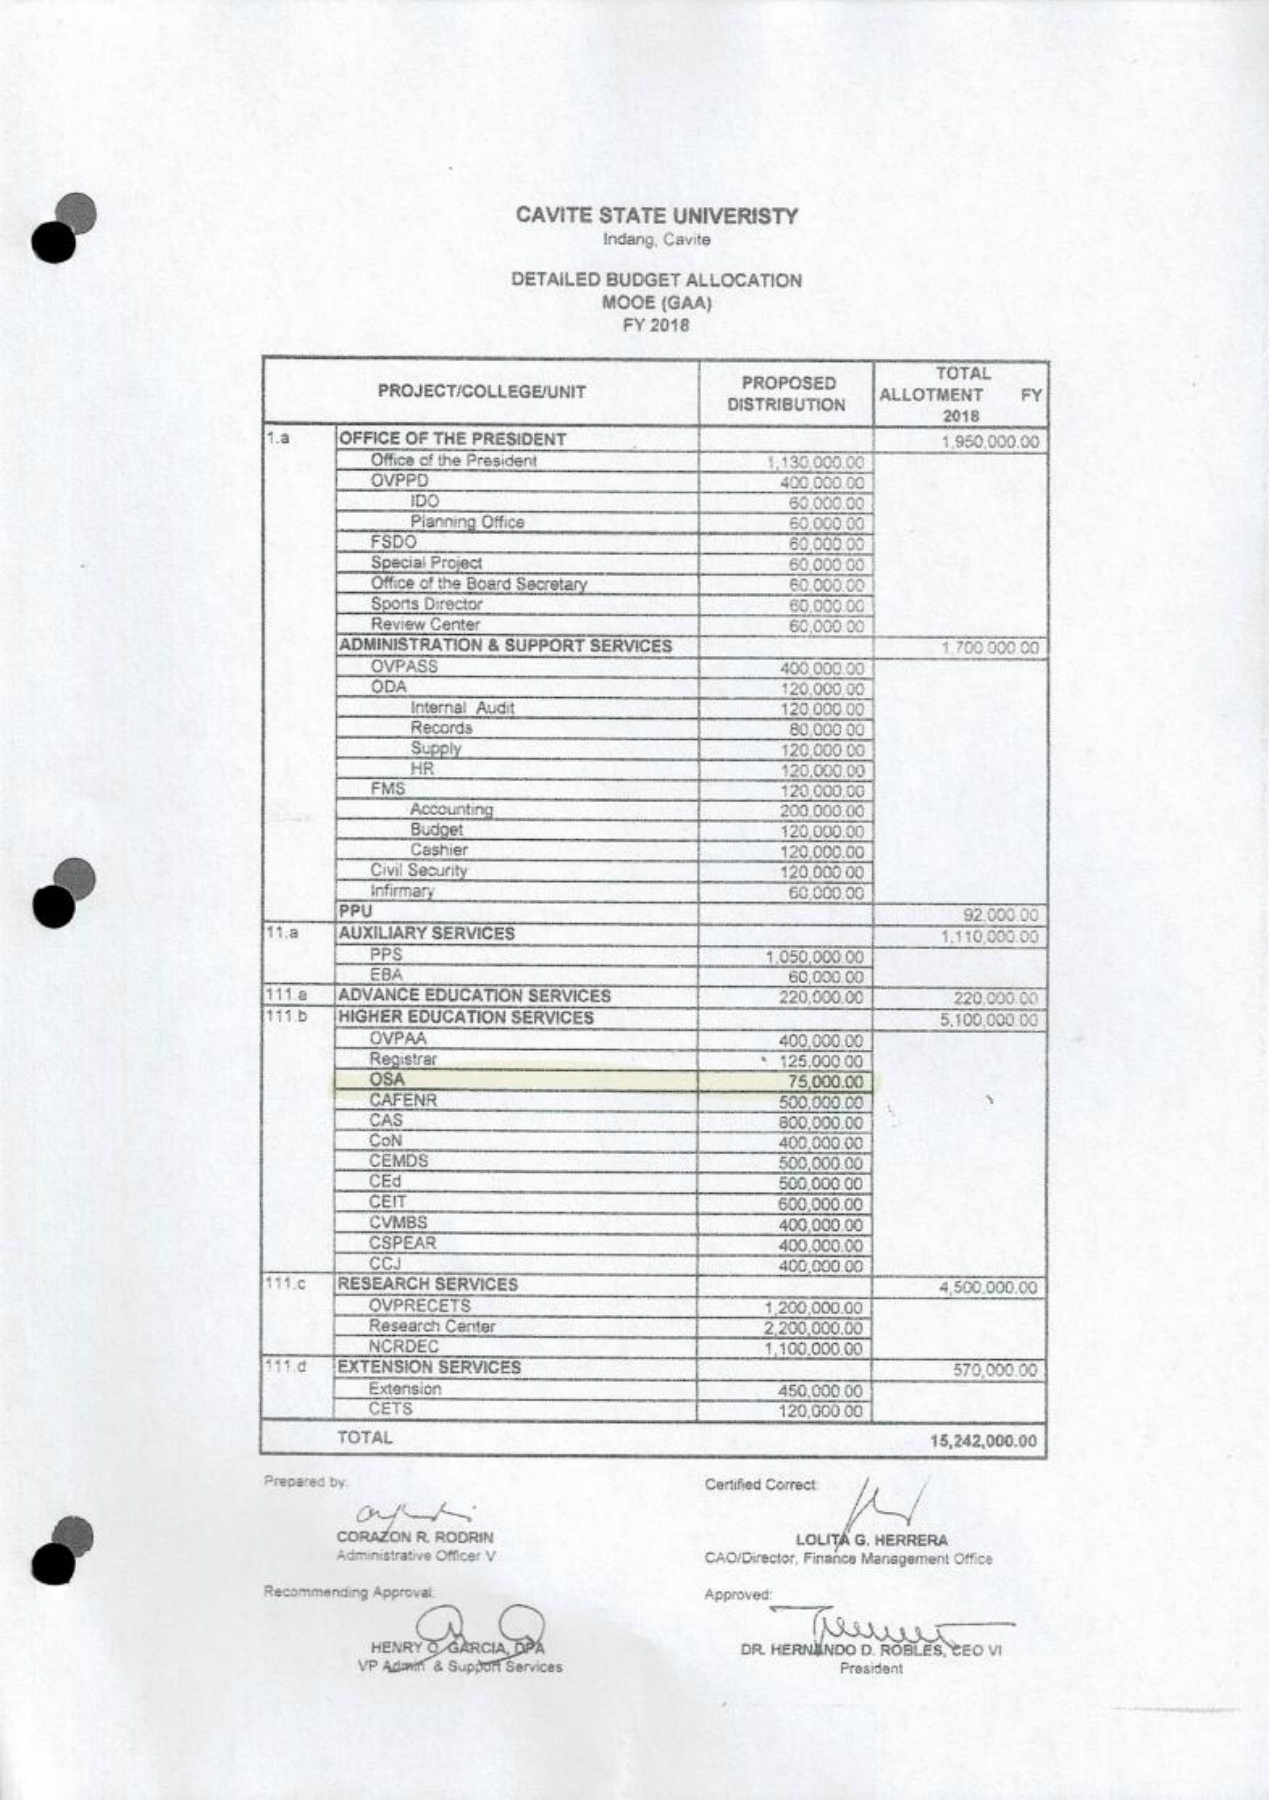 CAVITE STATE UNIVERISTY
Indang, Cavite
DETAILED BUDGET ALLOCATION
MOOE (GAA)
FY 2018
PROJECT/COLLEGE/UNIT PROPOSED DISTRIBUTION TOTAL ALLOTMENT FY 2018
1.a OFFICE OF THE PRESIDENT 1,950,000.00
Office of the President 1,130,000.00
OVPPD 400,000.00
IDO 60,000.00
Planning Office 60,000.00
FSDO 60,000.00
Special Project 60,000.00
Office of the Board Secretary 60,000.00
Sports Director 60,000.00
Review Center 60,000.00
ADMINISTRATION & SUPPORT SERVICES 1,700,000.00
OVPASS 400,000.00
ODA 120,000.00
Internal Audit 120,000.00
Records 80,000.00
Supply 120,000.00
HR 120,000.00
FMS 120,000.00
Accounting 200,000.00
Budget 120,000.00
Cashier 120,000.00
Civil Security 120,000.00
Infirmary 60,000.00
PPU 92,000.00
11.a AUXILIARY SERVICES 1,110,000.00
PPS 1,050,000.00
EBA 60,000.00
111.a ADVANCE EDUCATION SERVICES 220,000.00 220,000.00
111.b HIGHER EDUCATION SERVICES 5,100,000.00
OVPAA 400,000.00
Registrar 125,000.00
OSA 75,000.00
CAFENR 500,000.00
CAS 800,000.00
CoN 400,000.00
CEMDS 500,000.00
CEd 500,000.00
CEIT 600,000.00
CVMBS 400,000.00
CSPEAR 400,000.00
CCJ 400,000.00
111.c RESEARCH SERVICES 4,500,000.00
OVPRECETS 1,200,000.00
Research Center 2,200,000.00
NCRDEC 1,100,000.00
111.d EXTENSION SERVICES 570,000.00
Extension 450,000.00
CETS 120,000.00
TOTAL 15,242,000.00
Prepared by: Certified Correct:
CORAZON R. RODRIN LOLITA G. HERRERA
Administrative Officer V CAO/Director, Finance Management Office
Recommending Approval: Approved:
HENRY O. GARCIA, DPA DR. HERNANDO D. ROBLES, CEO VI
VP Admin & Support Services President